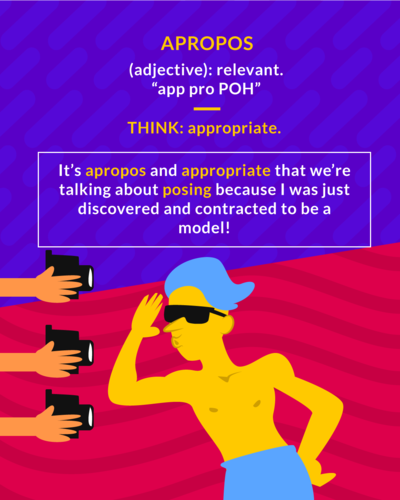 APROPOS
(adjective): relevant.
“app pro POH”
THINK: appropriate.
It’s apropos and appropriate that we’re
talking about posing because I was just
discovered and contracted to be a
model!